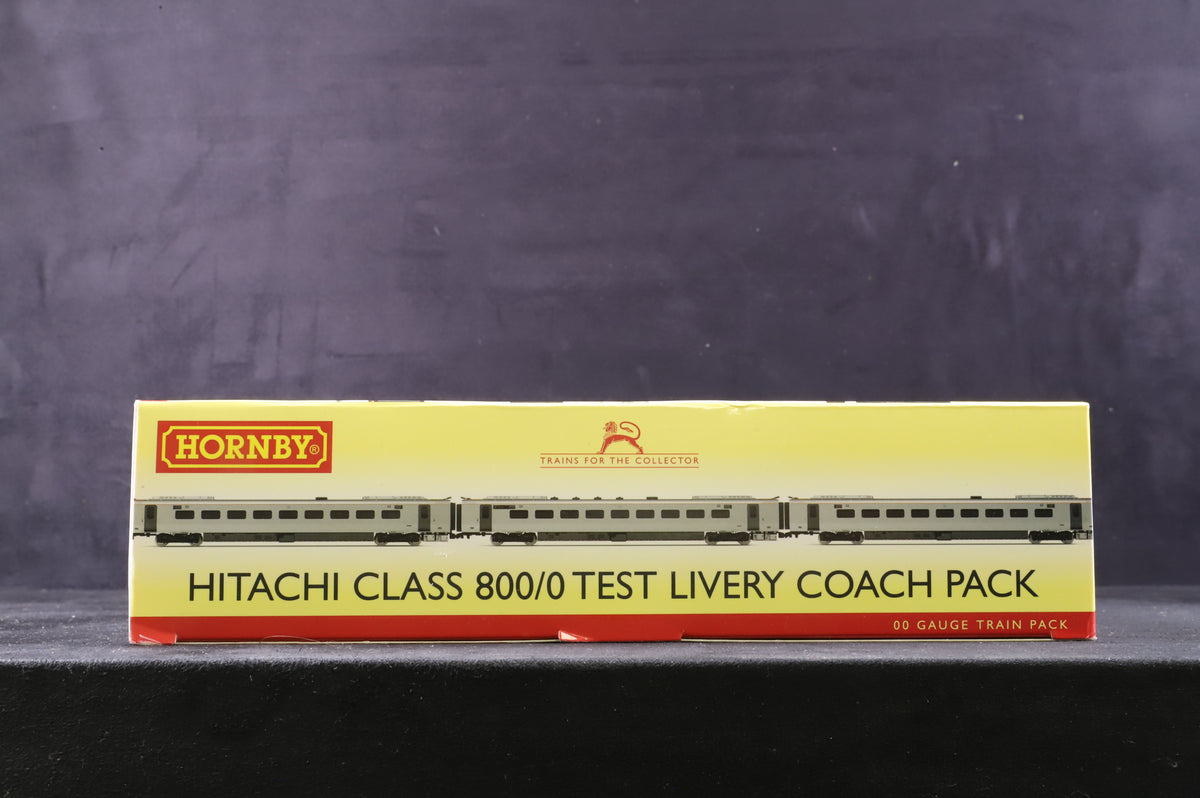 HORNBY®
TRAINS FOR THE COLLECTOR
HITACHI CLASS 800/0 TEST LIVERY COACH PACK
00 GAUGE TRAIN PACK